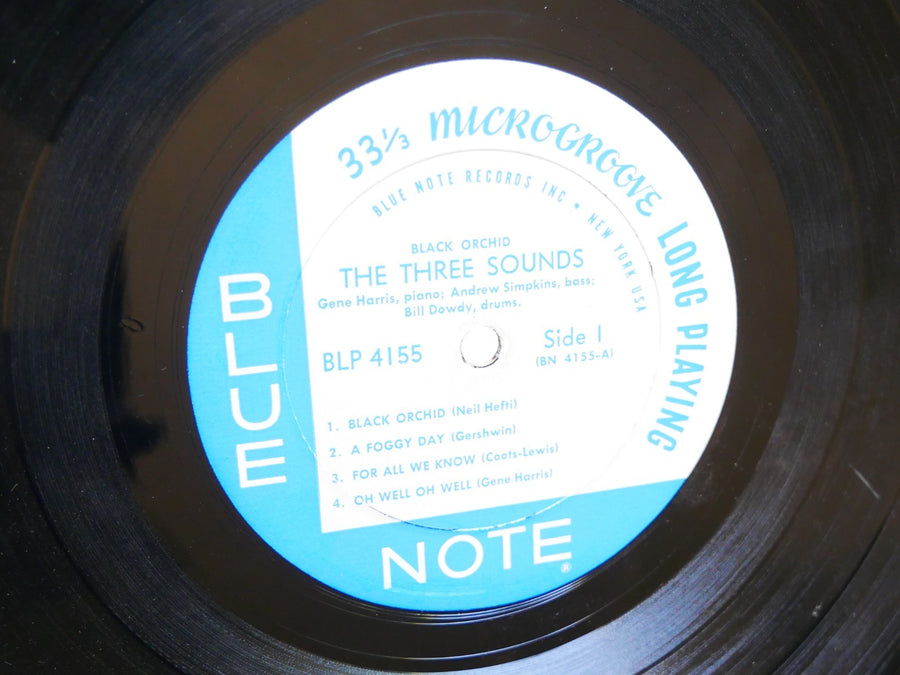 33⅓ MICROGROOVE LONG PLAYING
BLUE NOTE RECORDS INC • NEW YORK USA
BLACK ORCHID
THE THREE SOUNDS
Gene Harris, piano; Andrew Simpkins, bass;
Bill Dowdy, drums.
BLP 4155
Side 1
(BN 4155-A)
1. BLACK ORCHID (Neil Hefti)
2. A FOGGY DAY (Gershwin)
3. FOR ALL WE KNOW (Coots-Lewis)
4. OH WELL OH WELL (Gene Harris)
BLUE
NOTE®